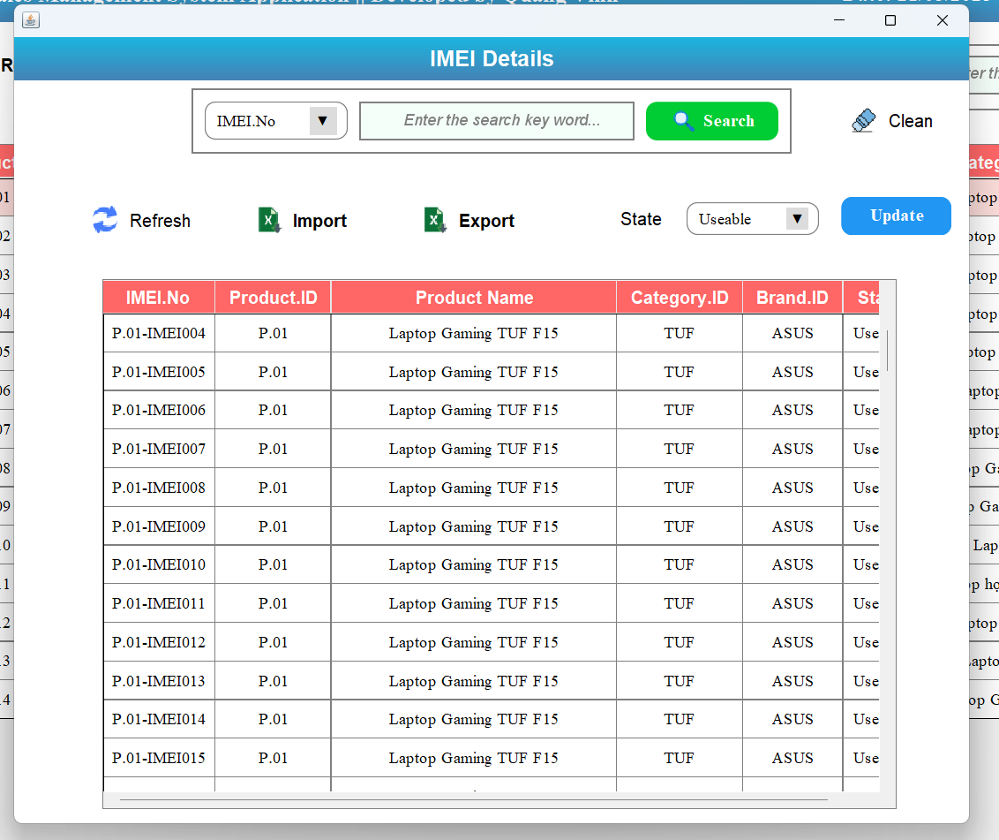 Management System Application || Developed by Quang Vinh
IMEI Details
IMEI.No ▼ Enter the search key word... Search Clean
Refresh Import Export State Useable ▼ Update
IMEI.No Product.ID Product Name Category.ID Brand.ID Sta
P.01-IMEI004 P.01 Laptop Gaming TUF F15 TUF ASUS Use
P.01-IMEI005 P.01 Laptop Gaming TUF F15 TUF ASUS Use
P.01-IMEI006 P.01 Laptop Gaming TUF F15 TUF ASUS Use
P.01-IMEI007 P.01 Laptop Gaming TUF F15 TUF ASUS Use
P.01-IMEI008 P.01 Laptop Gaming TUF F15 TUF ASUS Use
P.01-IMEI009 P.01 Laptop Gaming TUF F15 TUF ASUS Use
P.01-IMEI010 P.01 Laptop Gaming TUF F15 TUF ASUS Use
P.01-IMEI011 P.01 Laptop Gaming TUF F15 TUF ASUS Use
P.01-IMEI012 P.01 Laptop Gaming TUF F15 TUF ASUS Use
P.01-IMEI013 P.01 Laptop Gaming TUF F15 TUF ASUS Use
P.01-IMEI014 P.01 Laptop Gaming TUF F15 TUF ASUS Use
P.01-IMEI015 P.01 Laptop Gaming TUF F15 TUF ASUS Use